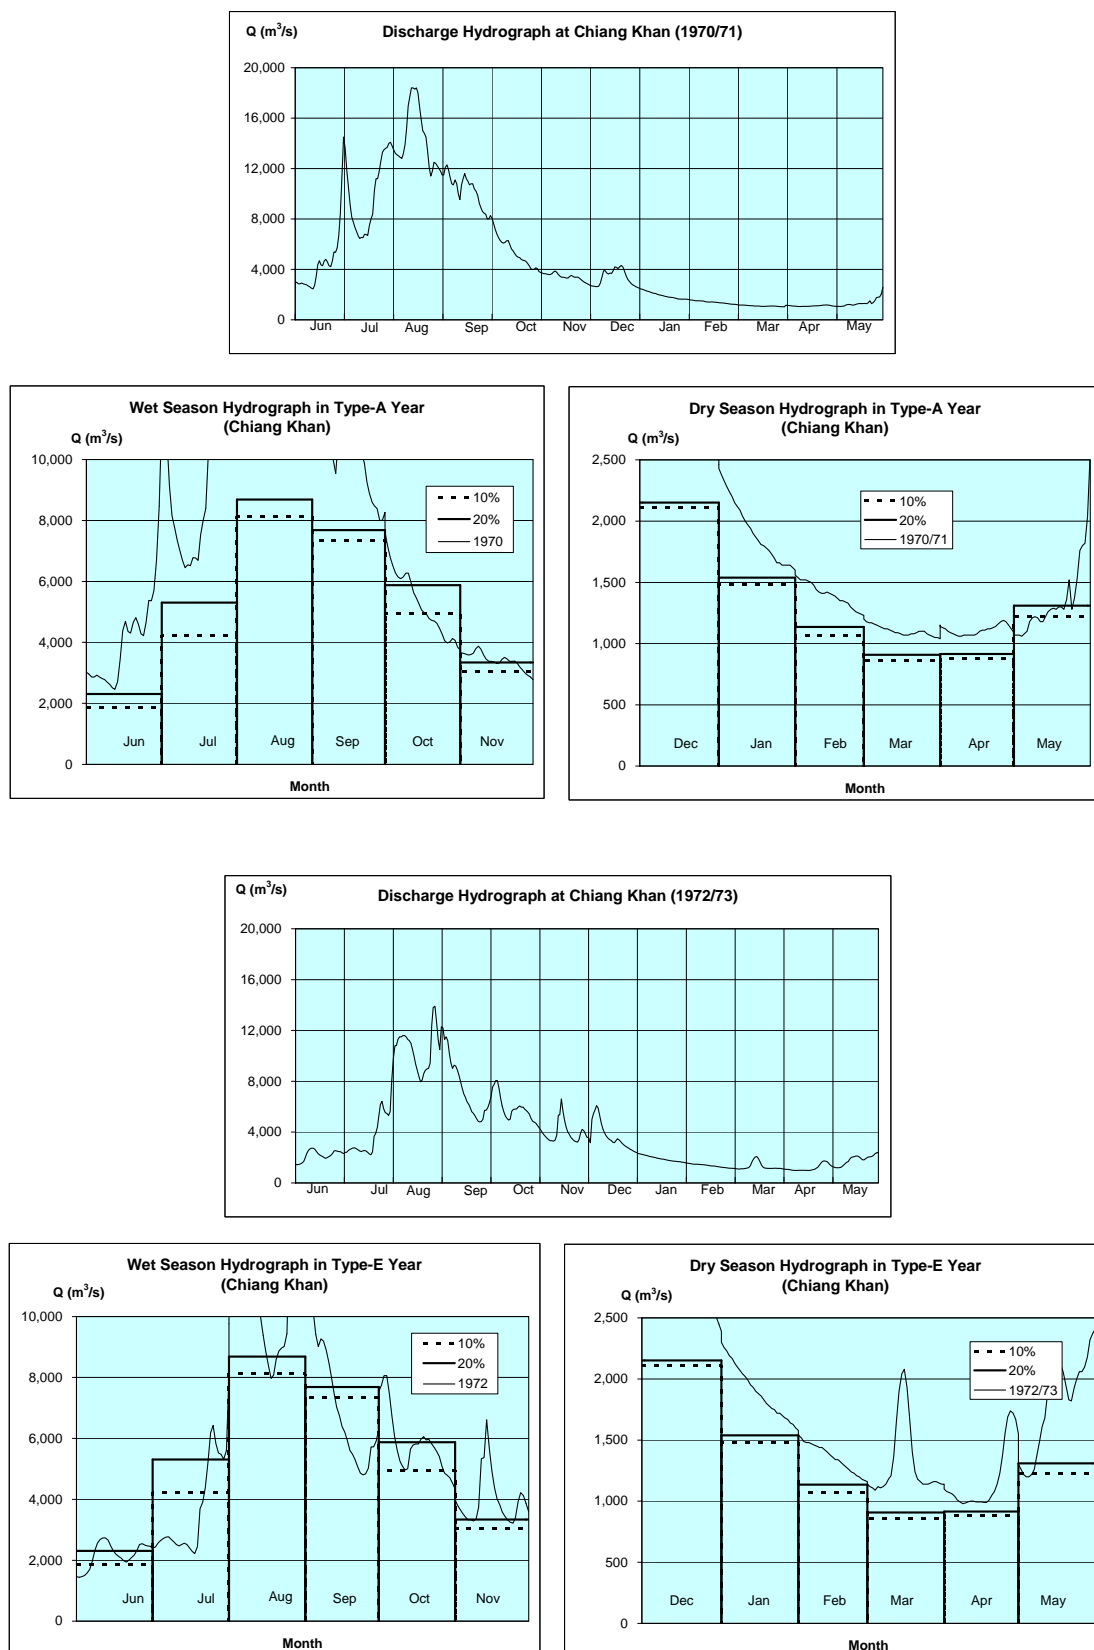 Q (m³/s)
Discharge Hydrograph at Chiang Khan (1970/71)
20,000
16,000
12,000
8,000
4,000
0
Jun Jul Aug Sep Oct Nov Dec Jan Feb Mar Apr May
Wet Season Hydrograph in Type-A Year
(Chiang Khan)
Q (m³/s)
10,000
8,000
6,000
4,000
2,000
0
10%
20%
1970
Jun Jul Aug Sep Oct Nov
Month
Dry Season Hydrograph in Type-A Year
(Chiang Khan)
Q (m³/s)
2,500
2,000
1,500
1,000
500
0
10%
20%
1970/71
Dec Jan Feb Mar Apr May
Month
Q (m³/s)
Discharge Hydrograph at Chiang Khan (1972/73)
20,000
16,000
12,000
8,000
4,000
0
Jun Jul Aug Sep Oct Nov Dec Jan Feb Mar Apr May
Wet Season Hydrograph in Type-E Year
(Chiang Khan)
Q (m³/s)
10,000
8,000
6,000
4,000
2,000
0
10%
20%
1972
Jun Jul Aug Sep Oct Nov
Month
Dry Season Hydrograph in Type-E Year
(Chiang Khan)
Q (m³/s)
2,500
2,000
1,500
1,000
500
0
10%
20%
1972/73
Dec Jan Feb Mar Apr May
Month